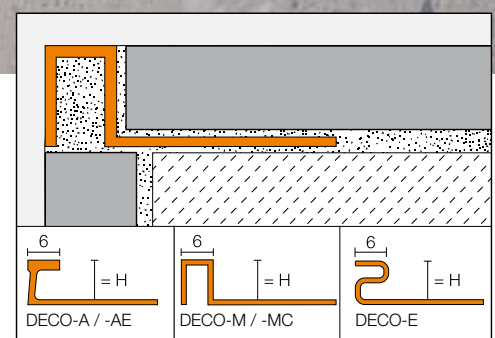 6
= H
DECO-A / -AE
6
= H
DECO-M / -MC
6
= H
DECO-E